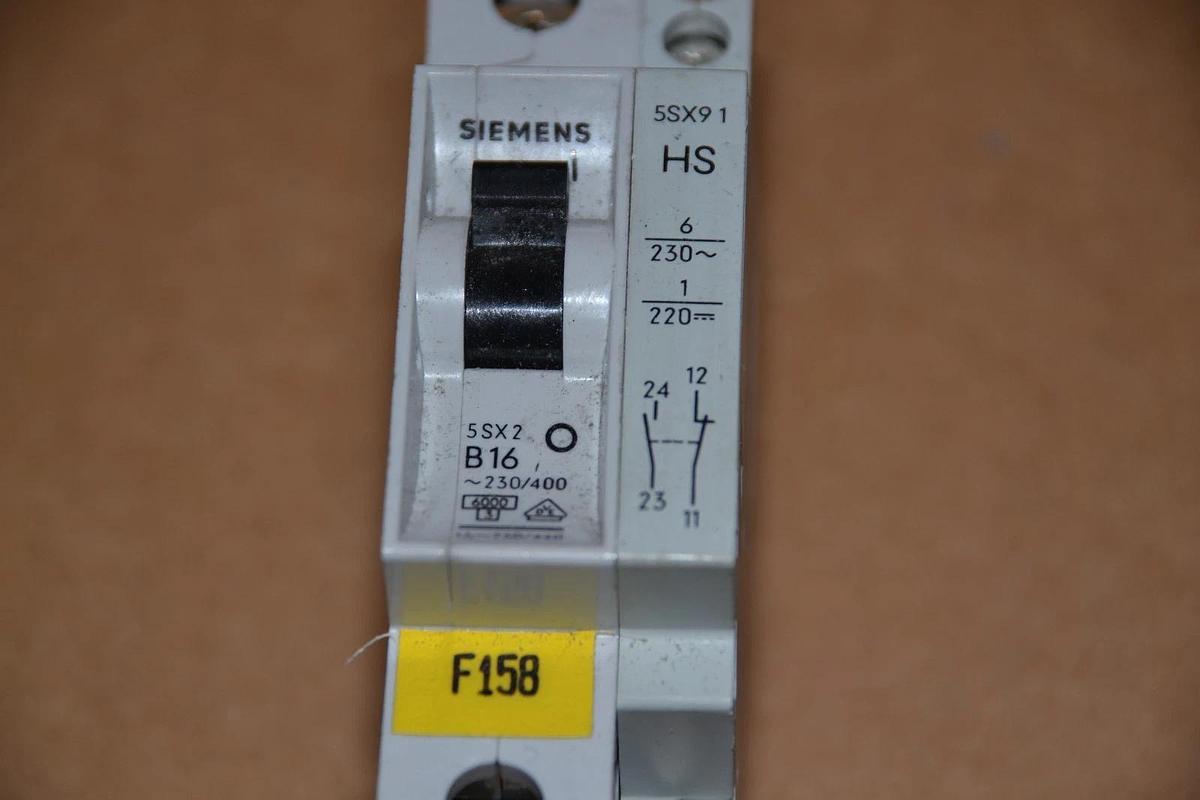 SIEMENS
I
5SX2
O
B16
~230/400
6000
3
F158
5SX9 1
HS
6
230~
1
220⎓
24 12
23
11